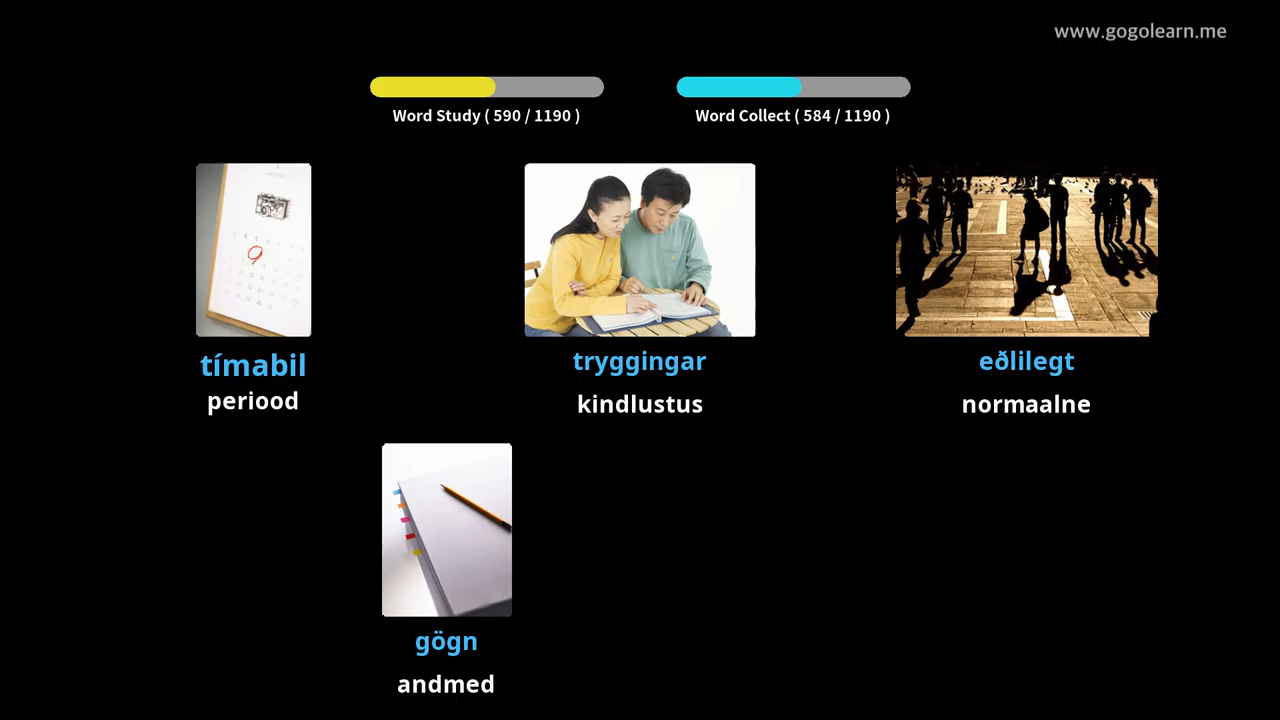 www.gogolearn.me
Word Study ( 590 / 1190 )
Word Collect ( 584 / 1190 )
tímabil
periood
tryggingar
kindlustus
eðlilegt
normaalne
gögn
andmed